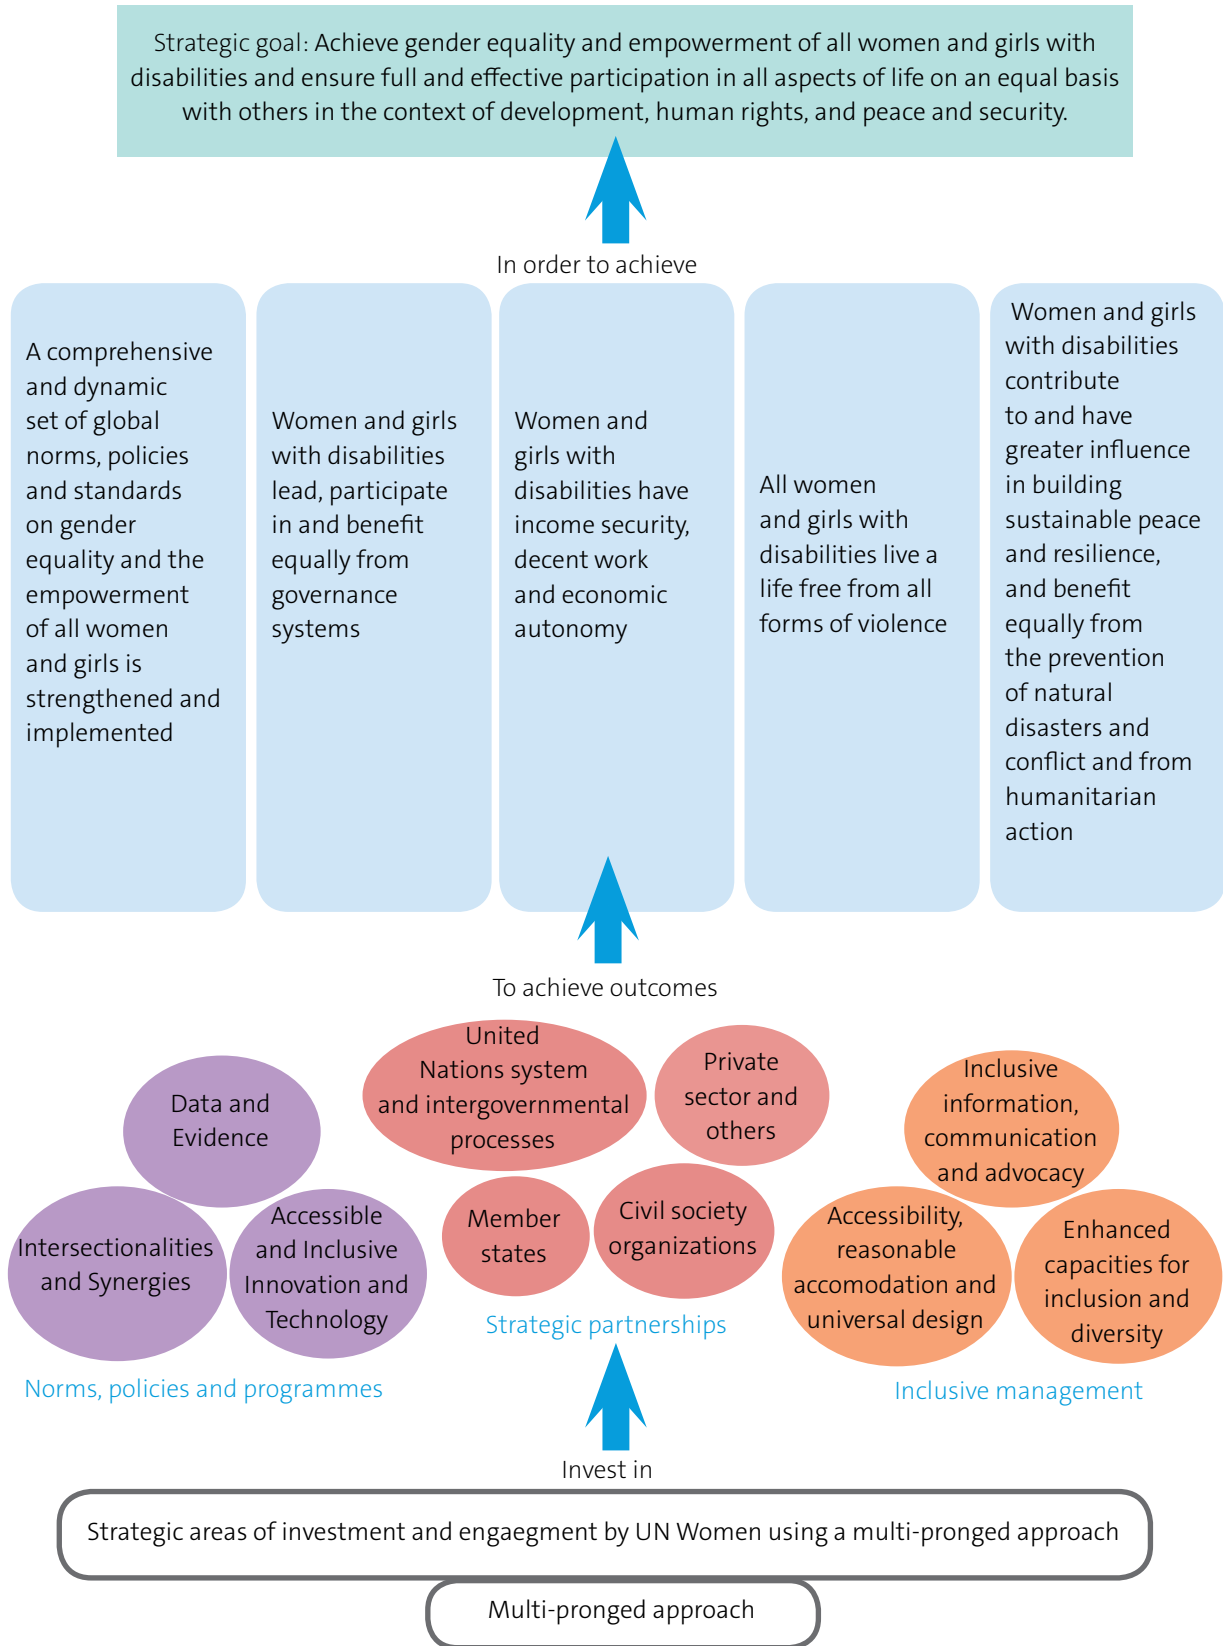 Strategic goal: Achieve gender equality and empowerment of all women and girls with
disabilities and ensure full and effective participation in all aspects of life on an equal basis
with others in the context of development, human rights, and peace and security.
In order to achieve
A comprehensive
and dynamic
set of global
norms, policies
and standards
on gender
equality and the
empowerment
of all women
and girls is
strengthened and
implemented
Women and girls
with disabilities
lead, participate
in and benefit
equally from
governance
systems
Women and
girls with
disabilities have
income security,
decent work
and economic
autonomy
All women
and girls with
disabilities live a
life free from all
forms of violence
Women and girls
with disabilities
contribute
to and have
greater influence
in building
sustainable peace
and resilience,
and benefit
equally from
the prevention
of natural
disasters and
conflict and from
humanitarian
action
To achieve outcomes
Data and
Evidence
Intersectionalities
and Synergies
Accessible
and Inclusive
Innovation and
Technology
Norms, policies and programmes
United
Nations system
and intergovernmental
processes
Private
sector and
others
Member
states
Civil society
organizations
Strategic partnerships
Inclusive
information,
communication
and advocacy
Accessibility,
reasonable
accomodation and
universal design
Enhanced
capacities for
inclusion and
diversity
Inclusive management
Invest in
Strategic areas of investment and engaegment by UN Women using a multi-pronged approach
Multi-pronged approach